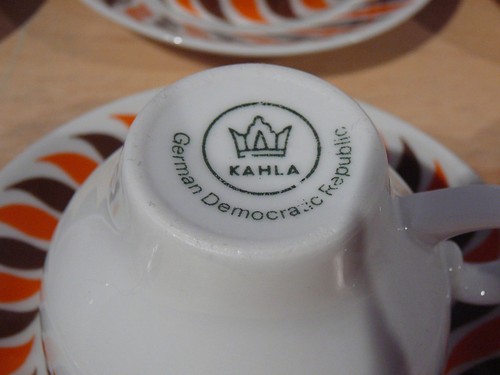 KAHLA
German Democratic Republic